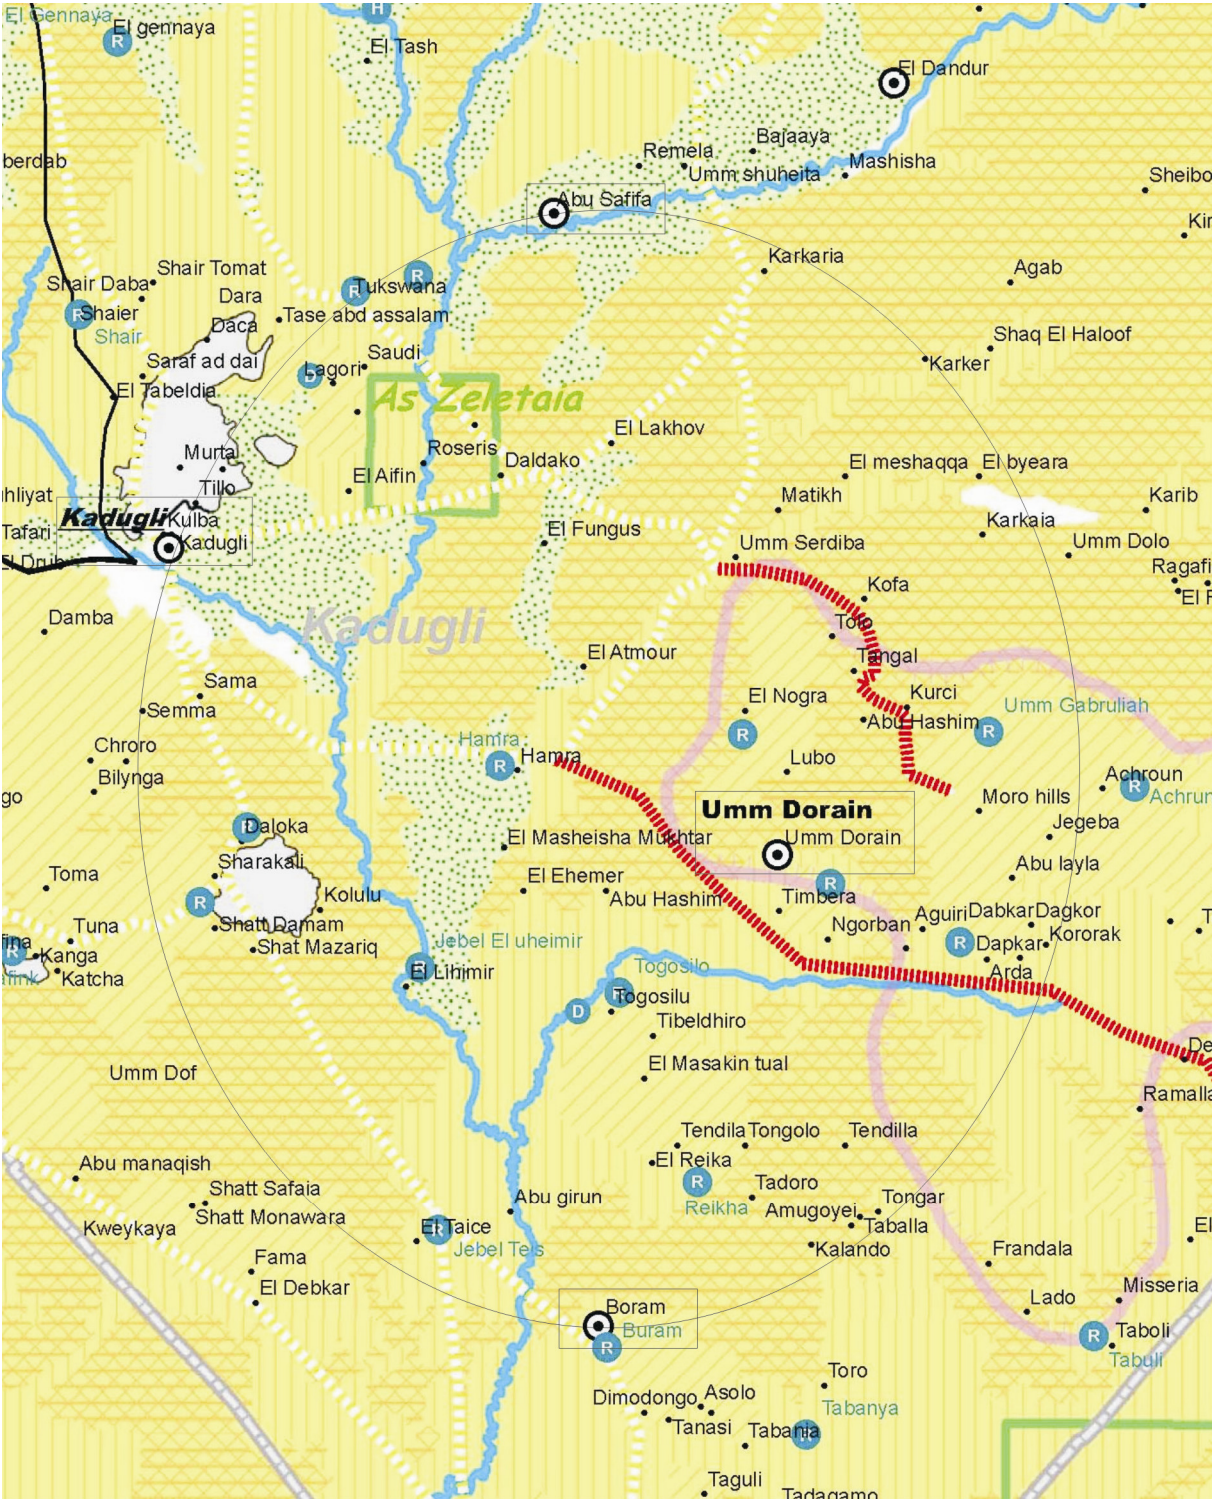 El Gennaya
El gennaya
R
H
El Tash
El Dandur
berdab
Remela
Bajaaya
Umm shuheita
Mashisha
Sheibo
Abu Safifa
Kir
Karkaria
Agab
Shair Tomat
Shair Daba
Dara
R
Tukswana
R
R
Shaier
Shair
Daca
Tase abd assalam
Shaq El Haloof
Saraf ad dai
Saudi
Karker
D
Lagori
El Tabeldia
As Zeletaia
El Lakhov
Murta
Roseris
Daldako
El meshaqqa
El byeara
El Aifin
Tillo
Matikh
Karib
Kadugli
Kulba
Karkaia
Tafari
El Fungus
Kadugli
Umm Serdiba
Umm Dolo
El Drub
Ragafi
Kofa
El F
Damba
Kadugli
Toro
El Atmour
Tangal
Sama
El Nogra
Kurci
Umm Gabruliah
Semma
Abu Hashim
R
R
Chroro
Hamra
R
Hamra
Lubo
Bilynga
Achroun
R
Achrun
go
Moro hills
Umm Dorain
Jegeba
R
Daloka
El Masheisha Mukhtar
Umm Dorain
Sharakali
Abu layla
Toma
El Ehemer
R
R
Kolulu
Abu Hashim
Timbera
Aguiri
Dabkar
Dagkor
T
Tuna
Shatt Damam
Ngorban
R
Kororak
R
Kanga
Shat Mazariq
Jebel El uheimir
Dapkar
Katcha
R
El Lihimir
Togosilo
Arda
R
Togosilu
D
Tibeldhiro
De
Umm Dof
El Masakin tual
Ramalla
Tendila
Tongolo
Tendilla
El Reika
Abu manaqish
R
Reikha
Tadoro
Shatt Safaia
Abu girun
Tongar
Shatt Monawara
Amugoyei
Kweykaya
El Taice
R
Taballa
El
Jebel Teis
Kalando
Fama
Frandala
El Debkar
Misseria
Boram
Lado
Buram
R
R
Taboli
Tabuli
Toro
Dimodongo
Asolo
Tabanya
Tanasi
Tabania
R
Taguli
Tadagamo